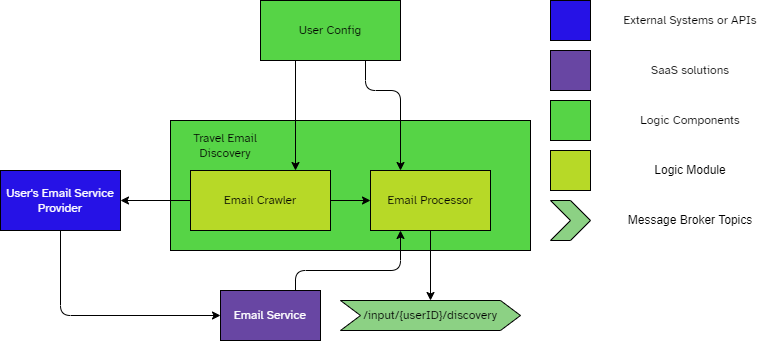 User Config
Travel Email
Discovery
User's Email Service
Provider
Email Crawler
Email Processor
Email Service
/input/{userID}/discovery
External Systems or APIs
SaaS solutions
Logic Components
Logic Module
Message Broker Topics